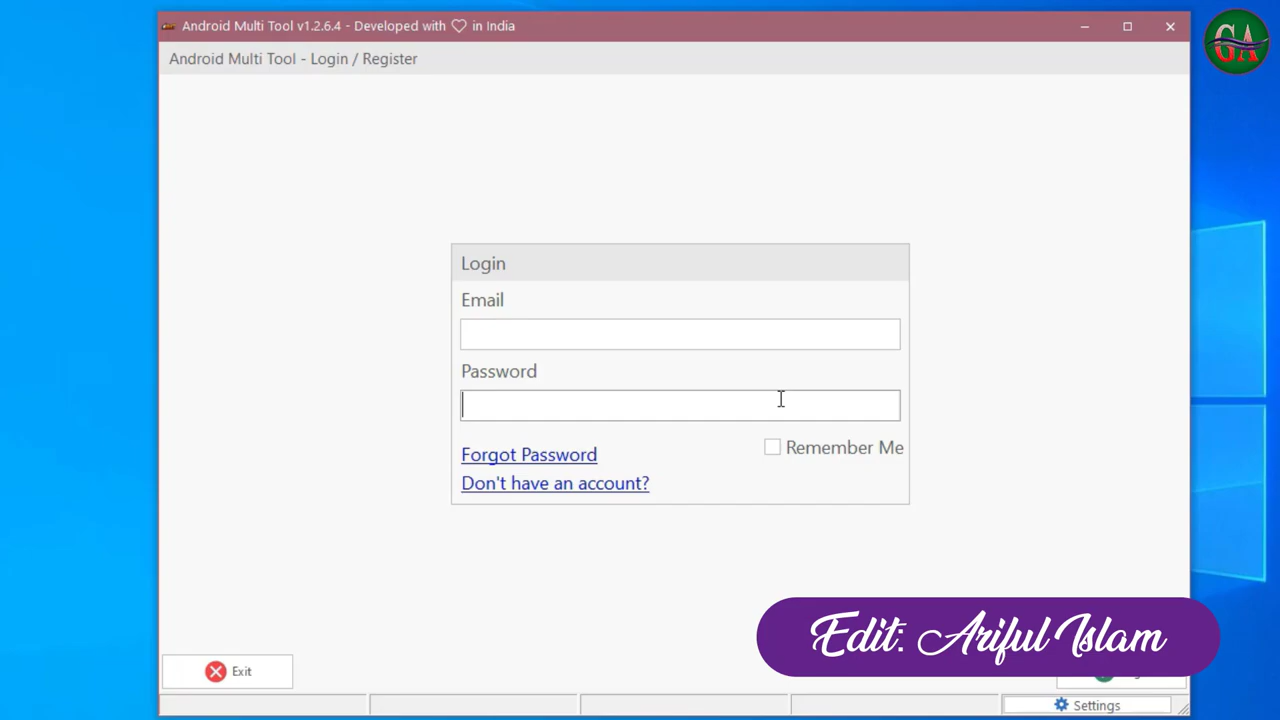 Android Multi Tool v1.2.6.4 - Developed with ♡ in India
GA
Android Multi Tool - Login / Register
Login
Email
Password
Forgot Password
Remember Me
Don't have an account?
Edit: Ariful Islam
Exit
Settings